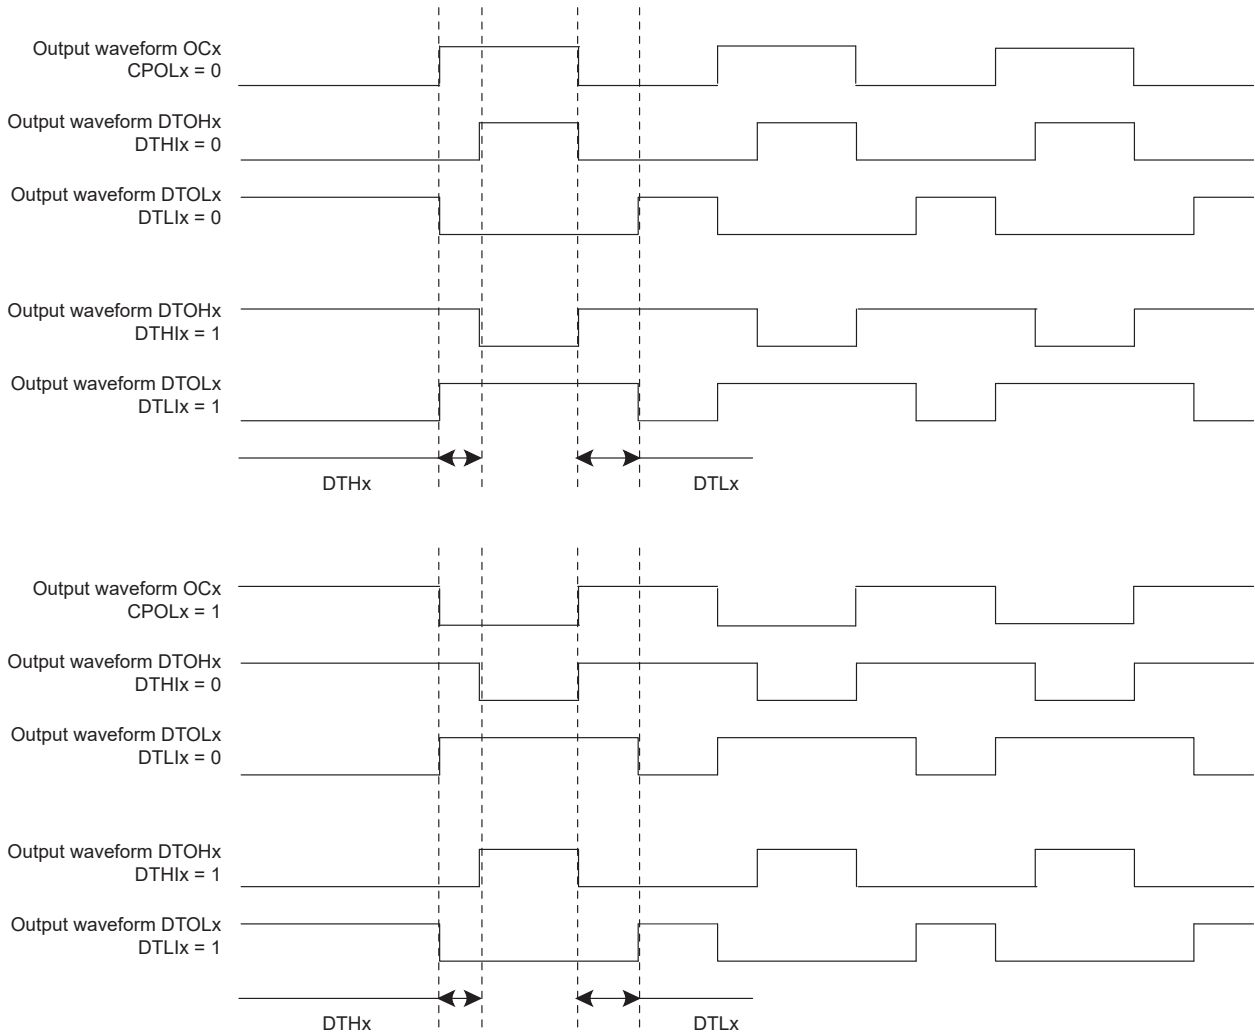 Output waveform OCx
CPOLx = 0
Output waveform DTOHx
DTHIx = 0
Output waveform DTOLx
DTLIx = 0
Output waveform DTOHx
DTHIx = 1
Output waveform DTOLx
DTLIx = 1
DTHx
DTLx
Output waveform OCx
CPOLx = 1
Output waveform DTOHx
DTHIx = 0
Output waveform DTOLx
DTLIx = 0
Output waveform DTOHx
DTHIx = 1
Output waveform DTOLx
DTLIx = 1
DTHx
DTLx